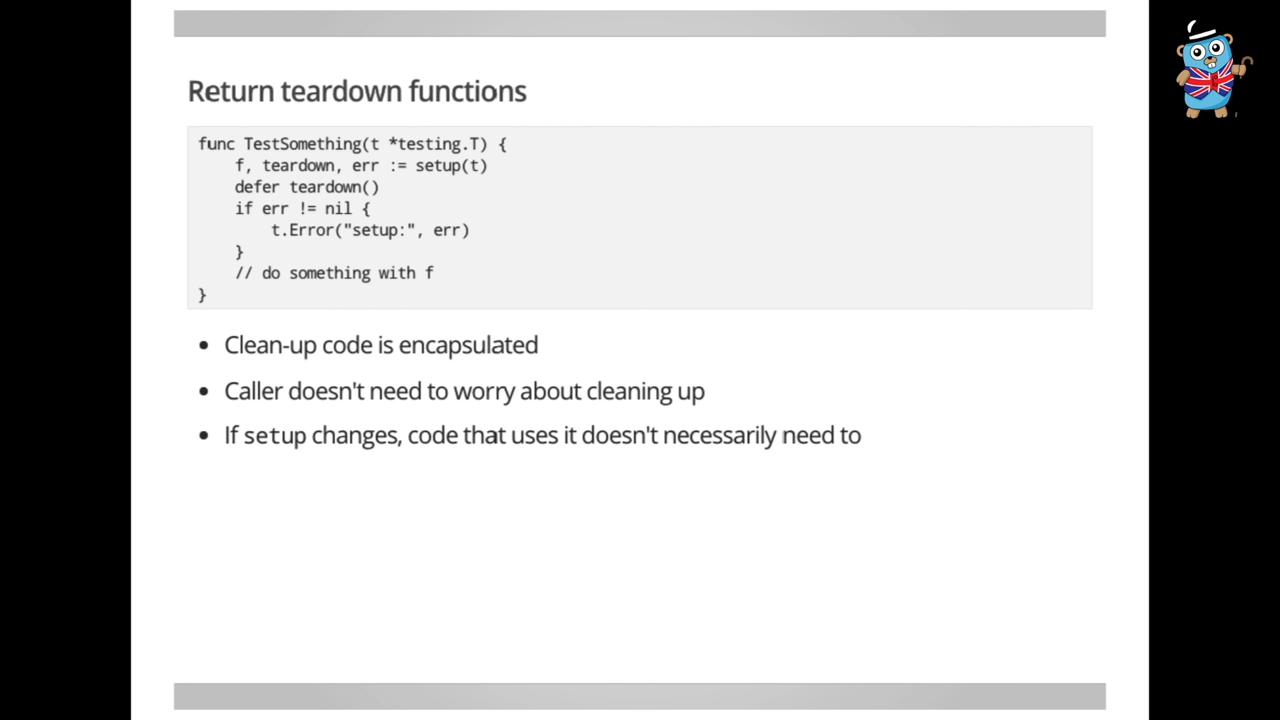 Return teardown functions
func TestSomething(t *testing.T) {
    f, teardown, err := setup(t)
    defer teardown()
    if err != nil {
        t.Error("setup:", err)
    }
    // do something with f
}
• Clean-up code is encapsulated
• Caller doesn't need to worry about cleaning up
• If setup changes, code that uses it doesn't necessarily need to